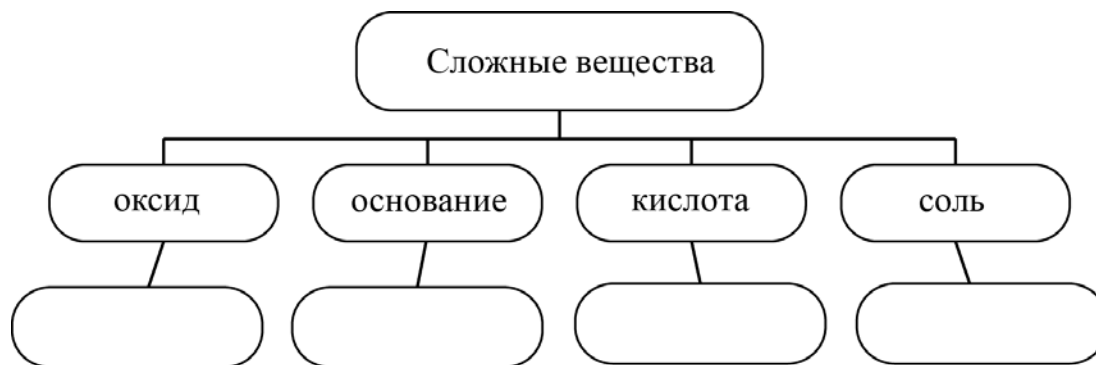 Сложные вещества
оксид
основание
кислота
соль